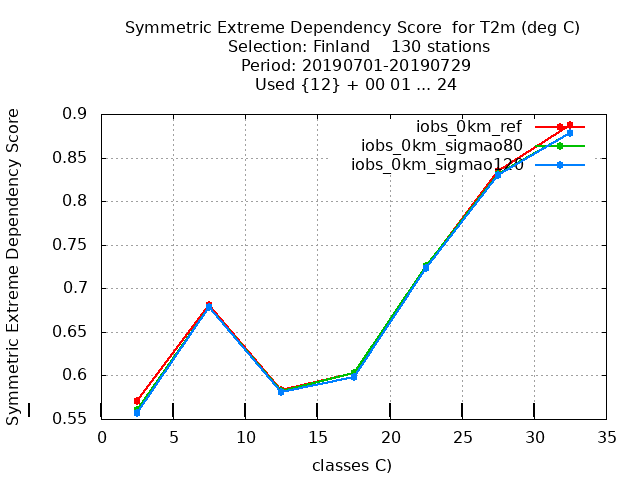 Symmetric Extreme Dependency Score  for T2m (deg C)
Selection: Finland    130 stations
Period: 20190701-20190729
Used {12} + 00 01 ... 24
Symmetric Extreme Dependency Score
0.9
0.85
0.8
0.75
0.7
0.65
0.6
0.55
iobs_0km_ref
iobs_0km_sigmao80
iobs_0km_sigmao120
0 5 10 15 20 25 30 35
classes C)